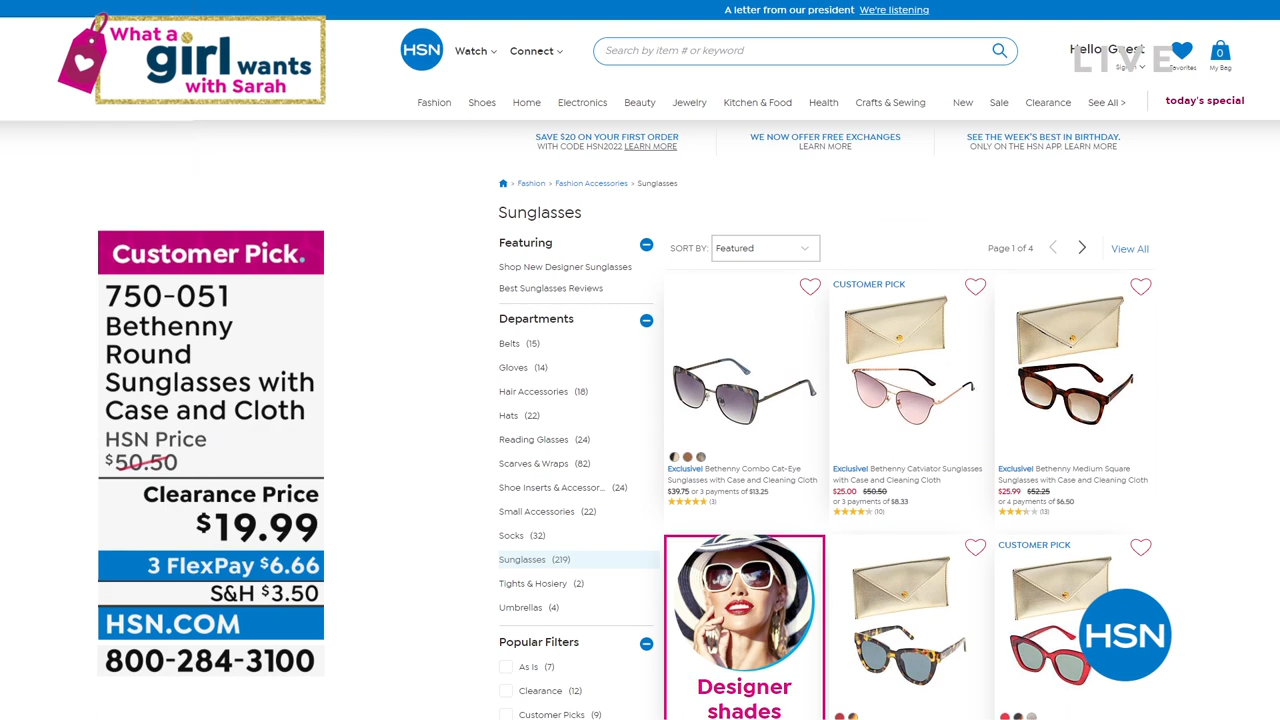 A letter from our president We're listening
What a
girl wants
with Sarah
HSN
Watch
Connect
Search by item # or keyword
Hello Guest
LIVE
Favorites
0
My Bag
Fashion
Shoes
Home
Electronics
Beauty
Jewelry
Kitchen & Food
Health
Crafts & Sewing
New
Sale
Clearance
See All >
today's special
SAVE $20 ON YOUR FIRST ORDER
WITH CODE HSN2022 LEARN MORE
WE NOW OFFER FREE EXCHANGES
LEARN MORE
SEE THE WEEK'S BEST IN BIRTHDAY.
ONLY ON THE HSN APP. LEARN MORE
> Fashion > Fashion Accessories > Sunglasses
Sunglasses
Customer Pick.
750-051
Bethenny
Round
Sunglasses with
Case and Cloth
HSN Price
$50.50
Clearance Price
$19.99
3 FlexPay $6.66
S&H $3.50
HSN.COM
800-284-3100
Featuring
Shop New Designer Sunglasses
Best Sunglasses Reviews
Departments
Belts (15)
Gloves (14)
Hair Accessories (18)
Hats (22)
Reading Glasses (24)
Scarves & Wraps (82)
Shoe Inserts & Accessor... (24)
Small Accessories (22)
Socks (32)
Sunglasses (219)
Tights & Hosiery (2)
Umbrellas (4)
Popular Filters
As Is (7)
Clearance (12)
Customer Picks (9)
SORT BY: Featured
Page 1 of 4
View All
Exclusive! Bethenny Combo Cat-Eye
Sunglasses with Case and Cleaning Cloth
$39.75 or 3 payments of $13.25
(3)
CUSTOMER PICK
Exclusive! Bethenny Catviator Sunglasses
with Case and Cleaning Cloth
$25.00 $50.50
or 3 payments of $8.33
(10)
Exclusive! Bethenny Medium Square
Sunglasses with Case and Cleaning Cloth
$25.99 $52.25
or 4 payments of $6.50
(13)
Designer
shades
CUSTOMER PICK
HSN